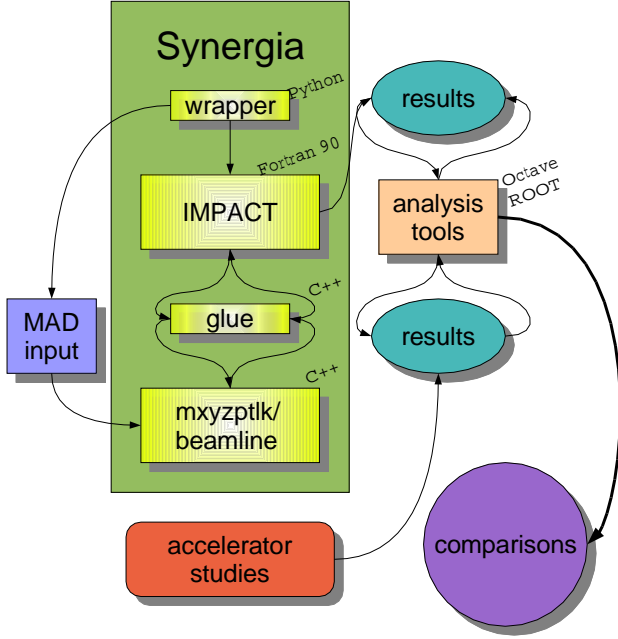 Synergia
wrapper
Python
results
Fortran 90
IMPACT
analysis
tools
Octave
ROOT
C++
glue
MAD
input
results
C++
mxyzptlk/
beamline
accelerator
studies
comparisons